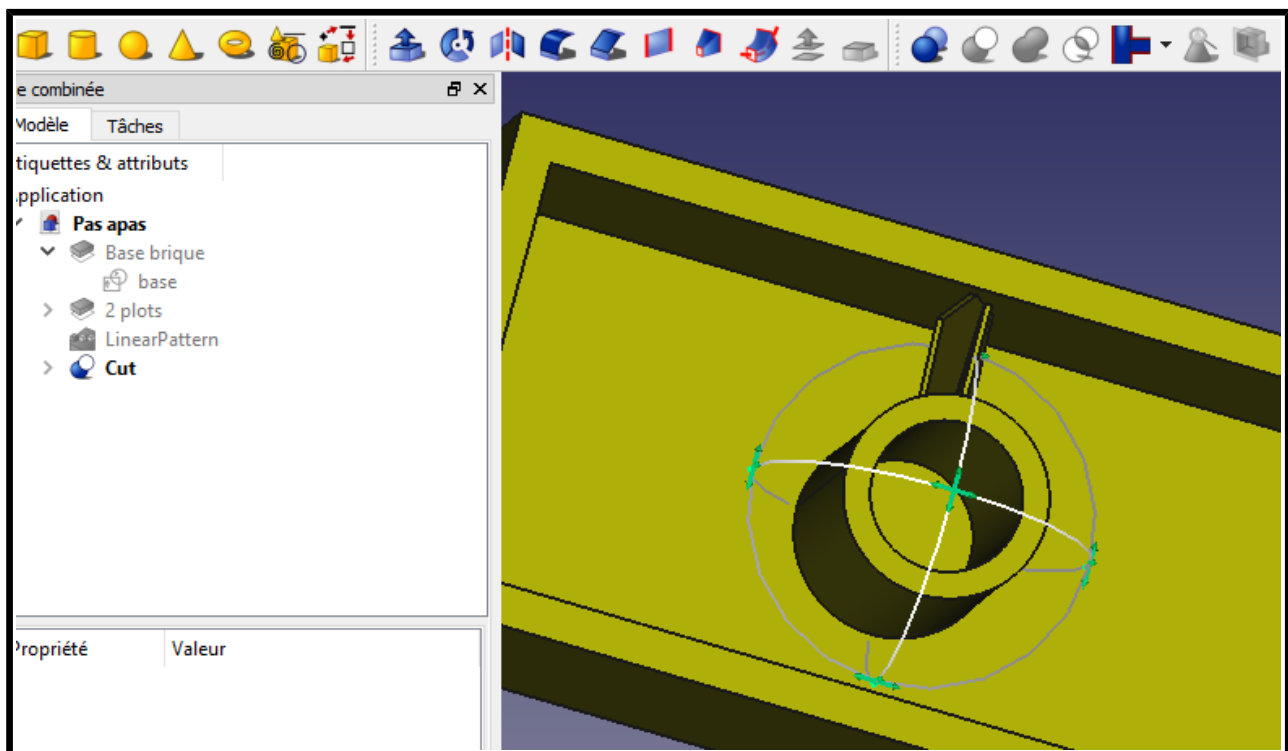 e combinée
Modèle Tâches
tiquettes & attributs
pplication
Pas apas
Base brique
base
2 plots
LinearPattern
Cut
Propriété Valeur